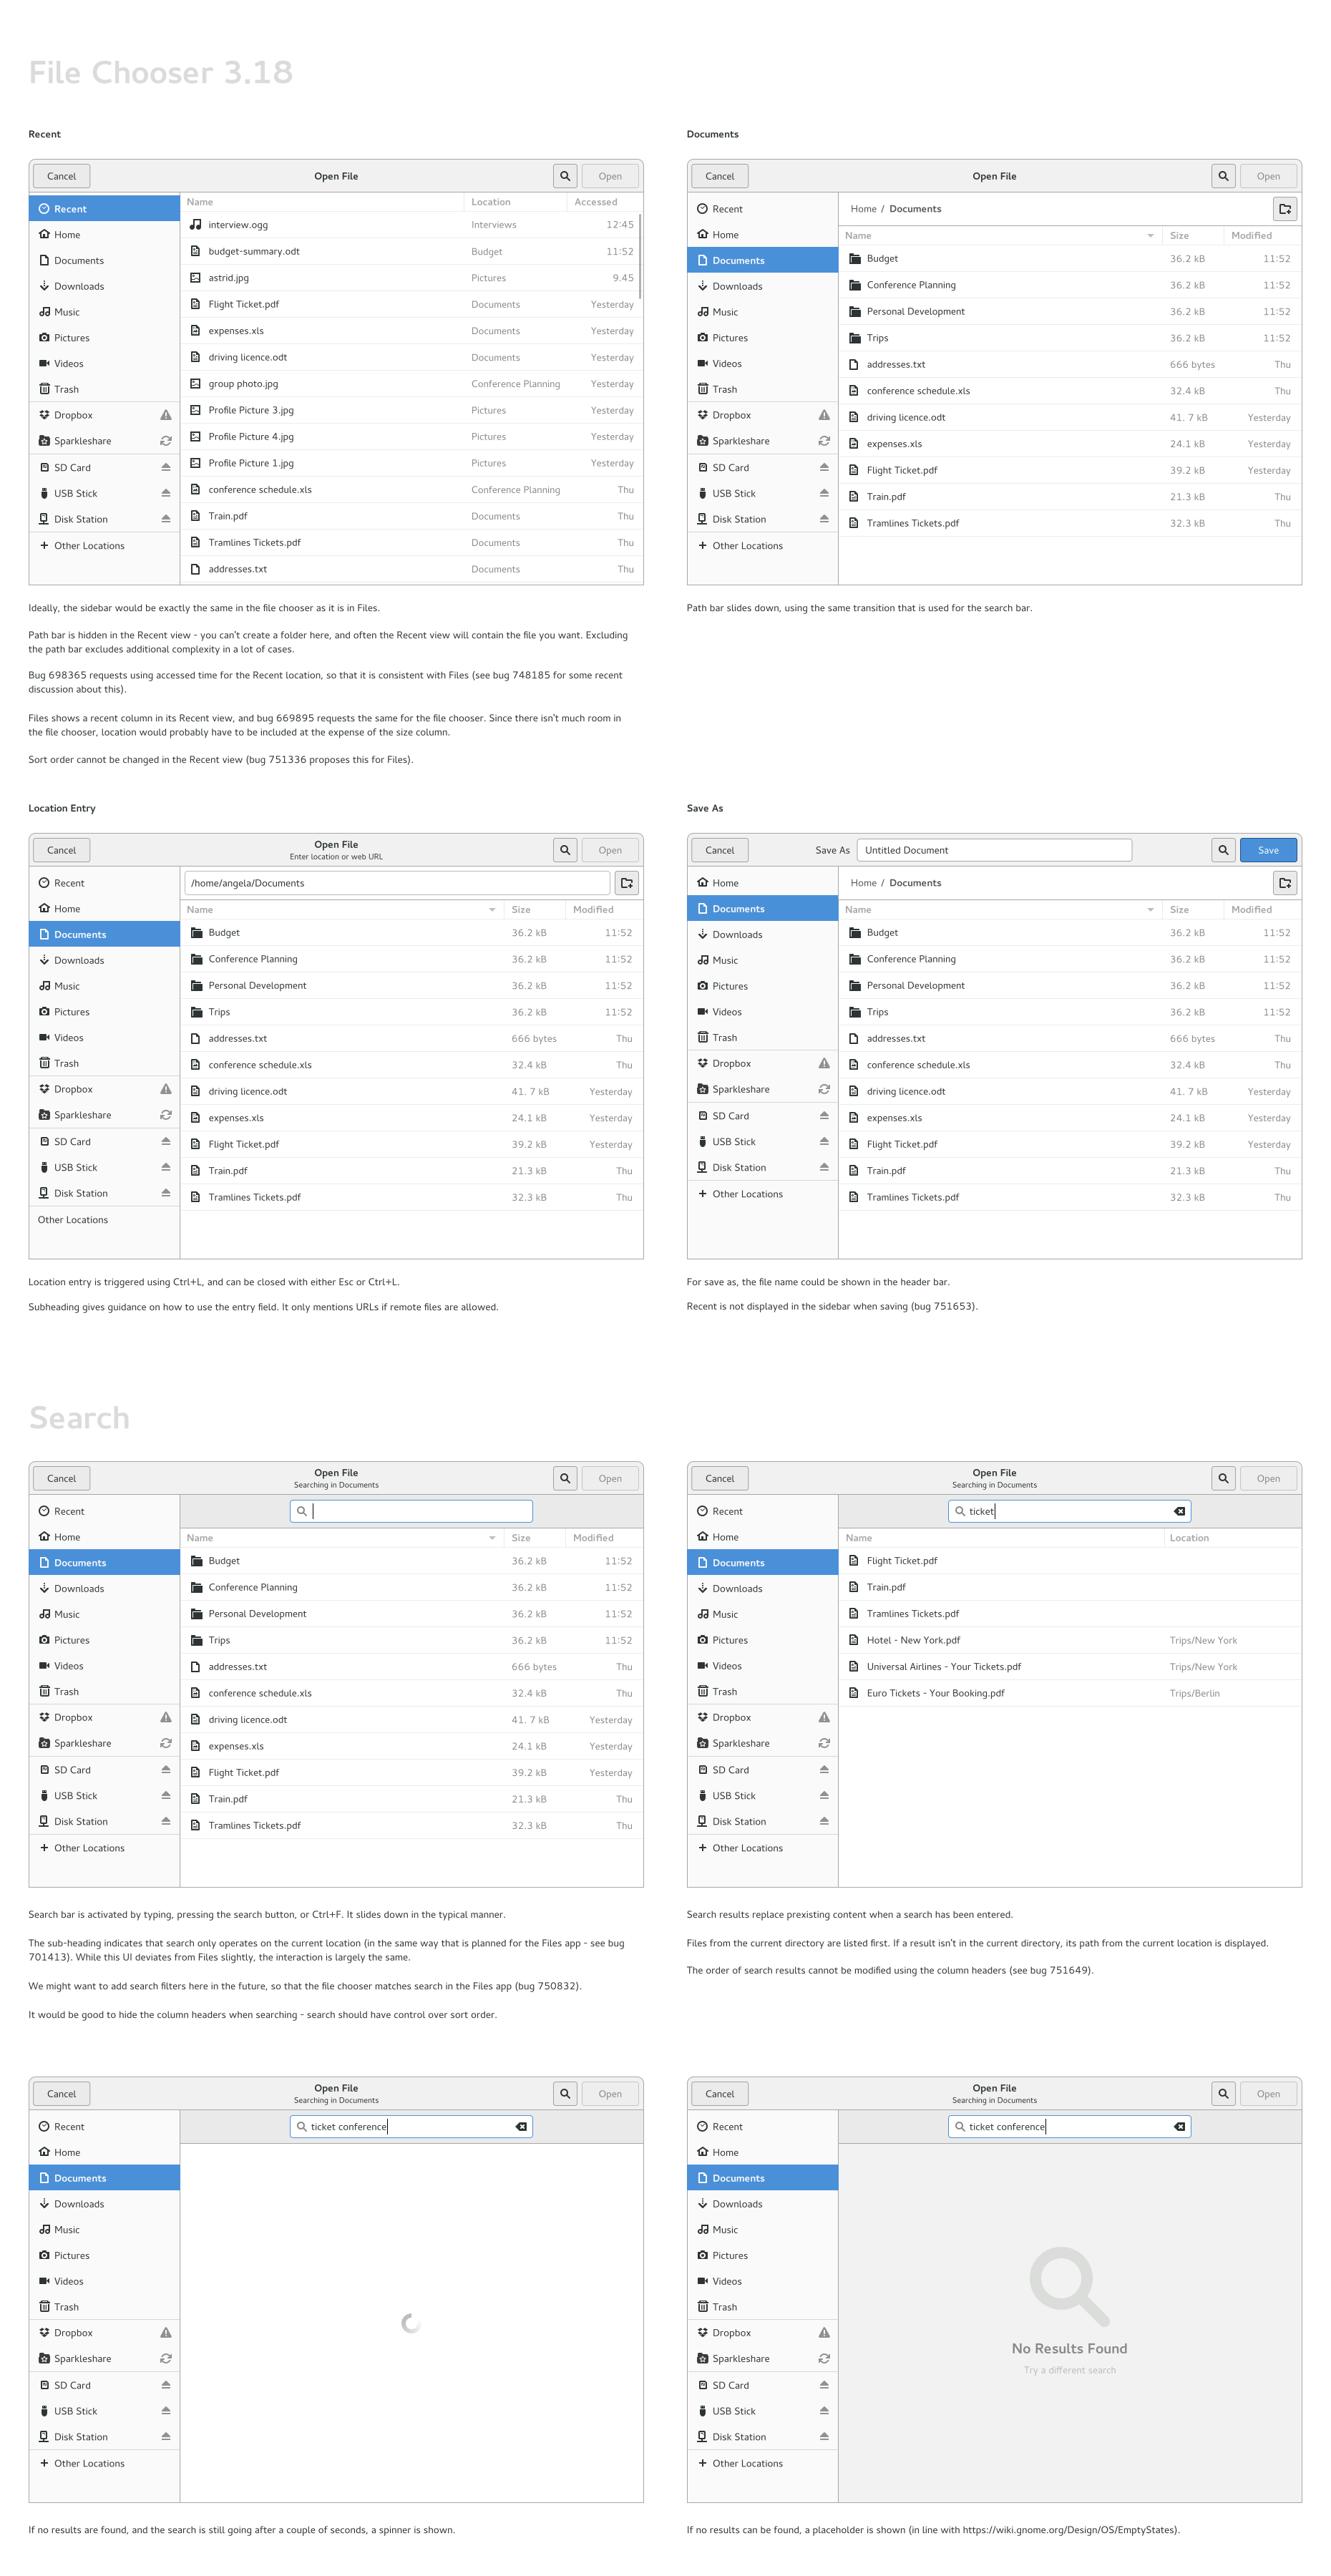 File Chooser 3.18
Recent
Cancel
Open File
Open
Recent
Home
Documents
Downloads
Music
Pictures
Videos
Trash
Dropbox
Sparkleshare
SD Card
USB Stick
Disk Station
Other Locations
Name Location Accessed
interview.ogg Interviews 12:45
budget-summary.odt Budget 11:52
astrid.jpg Pictures 9.45
Flight Ticket.pdf Documents Yesterday
expenses.xls Documents Yesterday
driving licence.odt Documents Yesterday
group photo.jpg Conference Planning Yesterday
Profile Picture 3.jpg Pictures Yesterday
Profile Picture 4.jpg Pictures Yesterday
Profile Picture 1.jpg Pictures Yesterday
conference schedule.xls Conference Planning Thu
Train.pdf Documents Thu
Tramlines Tickets.pdf Documents Thu
addresses.txt Documents Thu
Ideally, the sidebar would be exactly the same in the file chooser as it is in Files.
Path bar is hidden in the Recent view - you can't create a folder here, and often the Recent view will contain the file you want. Excluding
the path bar excludes additional complexity in a lot of cases.
Bug 698365 requests using accessed time for the Recent location, so that it is consistent with Files (see bug 748185 for some recent
discussion about this).
Files shows a recent column in its Recent view, and bug 669895 requests the same for the file chooser. Since there isn't much room in
the file chooser, location would probably have to be included at the expense of the size column.
Sort order cannot be changed in the Recent view (bug 751336 proposes this for Files).
Documents
Cancel
Open File
Open
Recent
Home
Documents
Downloads
Music
Pictures
Videos
Trash
Dropbox
Sparkleshare
SD Card
USB Stick
Disk Station
Other Locations
Home / Documents
Name Size Modified
Budget 36.2 kB 11:52
Conference Planning 36.2 kB 11:52
Personal Development 36.2 kB 11:52
Trips 36.2 kB 11:52
addresses.txt 666 bytes Thu
conference schedule.xls 32.4 kB Thu
driving licence.odt 41. 7 kB Yesterday
expenses.xls 24.1 kB Yesterday
Flight Ticket.pdf 39.2 kB Yesterday
Train.pdf 21.3 kB Thu
Tramlines Tickets.pdf 32.3 kB Thu
Path bar slides down, using the same transition that is used for the search bar.
Location Entry
Cancel
Open File
Enter location or web URL
Open
Recent
Home
Documents
Downloads
Music
Pictures
Videos
Trash
Dropbox
Sparkleshare
SD Card
USB Stick
Disk Station
Other Locations
/home/angela/Documents
Name Size Modified
Budget 36.2 kB 11:52
Conference Planning 36.2 kB 11:52
Personal Development 36.2 kB 11:52
Trips 36.2 kB 11:52
addresses.txt 666 bytes Thu
conference schedule.xls 32.4 kB Thu
driving licence.odt 41. 7 kB Yesterday
expenses.xls 24.1 kB Yesterday
Flight Ticket.pdf 39.2 kB Yesterday
Train.pdf 21.3 kB Thu
Tramlines Tickets.pdf 32.3 kB Thu
Location entry is triggered using Ctrl+L, and can be closed with either Esc or Ctrl+L.
Subheading gives guidance on how to use the entry field. It only mentions URLs if remote files are allowed.
Save As
Cancel
Save As Untitled Document
Save
Home
Documents
Downloads
Music
Pictures
Videos
Trash
Dropbox
Sparkleshare
SD Card
USB Stick
Disk Station
Other Locations
Home / Documents
Name Size Modified
Budget 36.2 kB 11:52
Conference Planning 36.2 kB 11:52
Personal Development 36.2 kB 11:52
Trips 36.2 kB 11:52
addresses.txt 666 bytes Thu
conference schedule.xls 32.4 kB Thu
driving licence.odt 41. 7 kB Yesterday
expenses.xls 24.1 kB Yesterday
Flight Ticket.pdf 39.2 kB Yesterday
Train.pdf 21.3 kB Thu
Tramlines Tickets.pdf 32.3 kB Thu
For save as, the file name could be shown in the header bar.
Recent is not displayed in the sidebar when saving (bug 751653).
Search
Cancel
Open File
Searching in Documents
Open
Recent
Home
Documents
Downloads
Music
Pictures
Videos
Trash
Dropbox
Sparkleshare
SD Card
USB Stick
Disk Station
Other Locations
Name Size Modified
Budget 36.2 kB 11:52
Conference Planning 36.2 kB 11:52
Personal Development 36.2 kB 11:52
Trips 36.2 kB 11:52
addresses.txt 666 bytes Thu
conference schedule.xls 32.4 kB Thu
driving licence.odt 41. 7 kB Yesterday
expenses.xls 24.1 kB Yesterday
Flight Ticket.pdf 39.2 kB Yesterday
Train.pdf 21.3 kB Thu
Tramlines Tickets.pdf 32.3 kB Thu
Search bar is activated by typing, pressing the search button, or Ctrl+F. It slides down in the typical manner.
The sub-heading indicates that search only operates on the current location (in the same way that is planned for the Files app - see bug
701413). While this UI deviates from Files slightly, the interaction is largely the same.
We might want to add search filters here in the future, so that the file chooser matches search in the Files app (bug 750832).
It would be good to hide the column headers when searching - search should have control over sort order.
Cancel
Open File
Searching in Documents
Open
Recent
Home
Documents
Downloads
Music
Pictures
Videos
Trash
Dropbox
Sparkleshare
SD Card
USB Stick
Disk Station
Other Locations
ticket
Name Location
Flight Ticket.pdf
Train.pdf
Tramlines Tickets.pdf
Hotel - New York.pdf Trips/New York
Universal Airlines - Your Tickets.pdf Trips/New York
Euro Tickets - Your Booking.pdf Trips/Berlin
Search results replace prexisting content when a search has been entered.
Files from the current directory are listed first. If a result isn't in the current directory, its path from the current location is displayed.
The order of search results cannot be modified using the column headers (see bug 751649).
Cancel
Open File
Searching in Documents
Open
Recent
Home
Documents
Downloads
Music
Pictures
Videos
Trash
Dropbox
Sparkleshare
SD Card
USB Stick
Disk Station
Other Locations
ticket conference
If no results are found, and the search is still going after a couple of seconds, a spinner is shown.
Cancel
Open File
Searching in Documents
Open
Recent
Home
Documents
Downloads
Music
Pictures
Videos
Trash
Dropbox
Sparkleshare
SD Card
USB Stick
Disk Station
Other Locations
ticket conference
No Results Found
Try a different search
If no results can be found, a placeholder is shown (in line with https://wiki.gnome.org/Design/OS/EmptyStates).